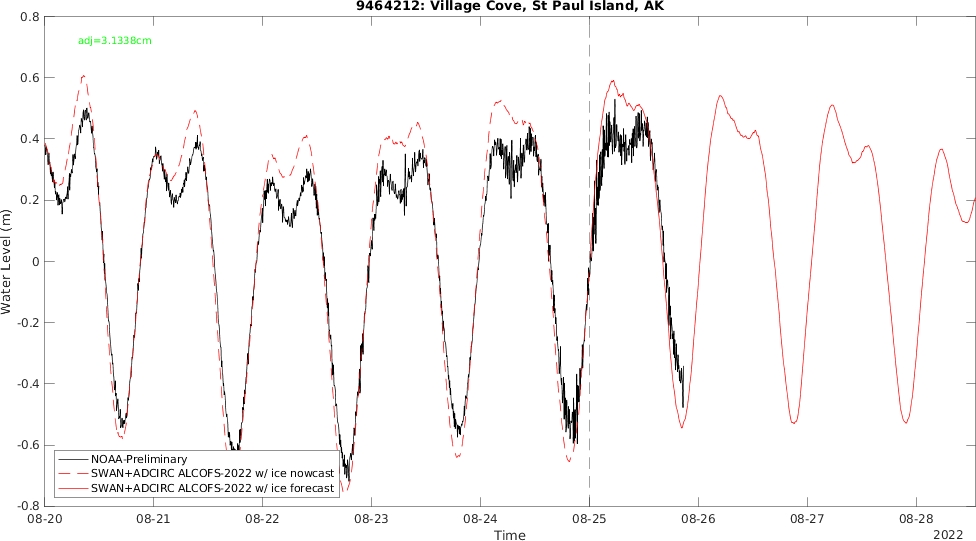 9464212: Village Cove, St Paul Island, AK
adj=3.1338cm
Water Level (m)
0.8
0.6
0.4
0.2
0
-0.2
-0.4
-0.6
-0.8
NOAA-Preliminary
SWAN+ADCIRC ALCOFS-2022 w/ ice nowcast
SWAN+ADCIRC ALCOFS-2022 w/ ice forecast
08-20 08-21 08-22 08-23 08-24 08-25 08-26 08-27 08-28
Time
2022